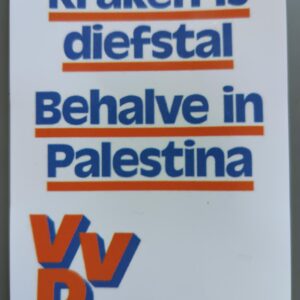 Kraken is
diefstal
Behalve in
Palestina
VVD